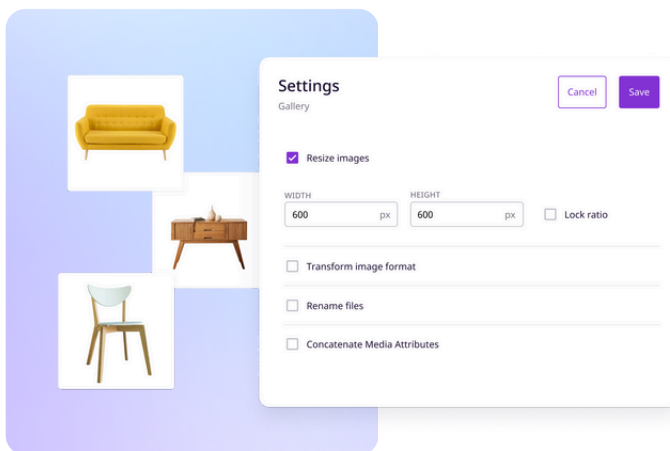 Settings
Gallery
Cancel
Save
Resize images
WIDTH
HEIGHT
600 px
600 px
Lock ratio
Transform image format
Rename files
Concatenate Media Attributes